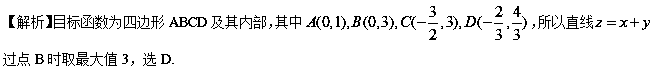 【解析】目标函数为四边形 ABCD 及其内部,其中 A(0,1), B(0,3), C(-3/2,3), D(-2/3,4/3) ,所以直线 z = x + y
过点 B 时取最大值 3，选 D.